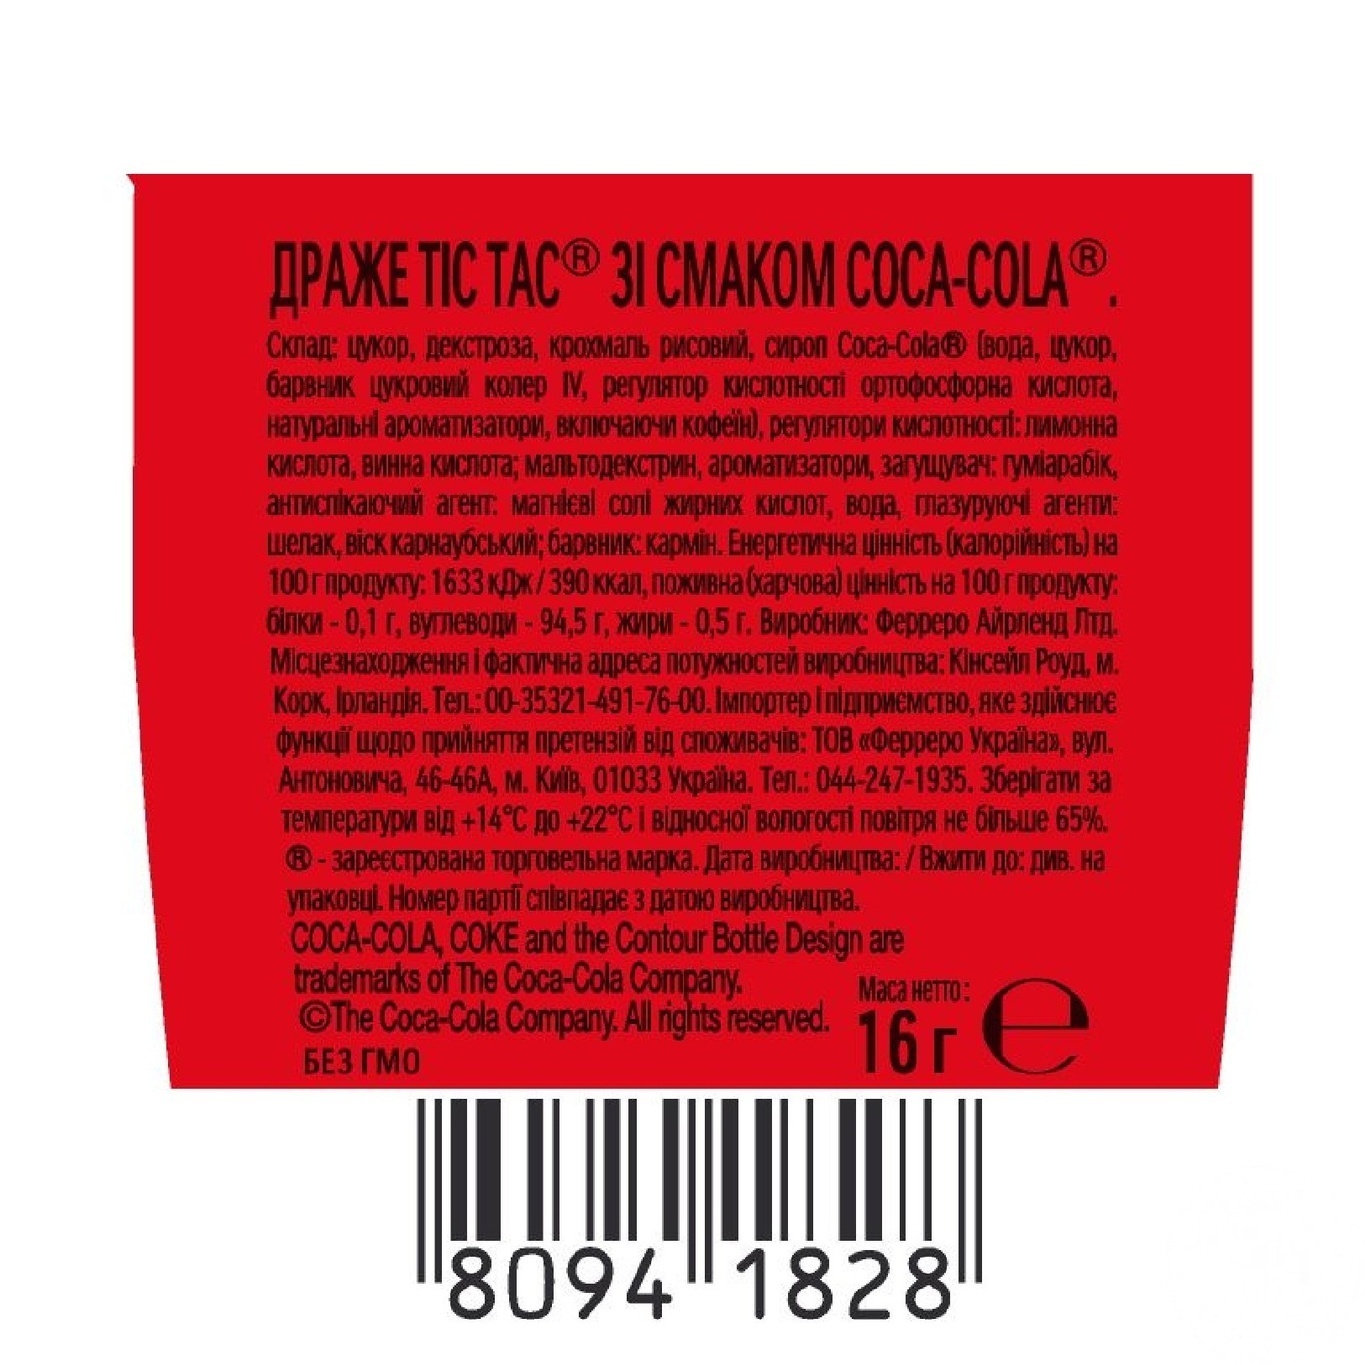 ДРАЖЕ TIC TAC® ЗІ СМАКОМ COCA-COLA® .
Склад: цукор, декстроза, крохмаль рисовий, сироп Coca-Cola® (вода, цукор,
барвник цукровий колер IV, регулятор кислотності ортофосфорна кислота,
натуральні ароматизатори, включаючи кофеїн), регулятори кислотності: лимонна
кислота, винна кислота; мальтодекстрин, ароматизатори, загущувач: гуміарабік,
антиспікаючий агент: магнієві солі жирних кислот, вода, глазуруючі агенти:
шелак, віск карнаубський; барвник: кармін. Енергетична цінність (калорійність) на
100 г продукту: 1633 кДж / 390 ккал, поживна (харчова) цінність на 100 г продукту:
білки - 0,1 г, вуглеводи - 94,5 г, жири - 0,5 г. Виробник: Ферреро Айрленд Лтд.
Місцезнаходження і фактична адреса потужностей виробництва: Кінсейл Роуд, м.
Корк, Ірландія. Тел.: 00-35321-491-76-00. Імпортер і підприємство, яке здійснює
функції щодо прийняття претензій від споживачів: ТОВ «Ферреро Україна», вул.
Антоновича, 46-46А, м. Київ, 01033 Україна. Тел.: 044-247-1935. Зберігати за
температури від +14°C до +22°C і відносної вологості повітря не більше 65%.
® - зареєстрована торговельна марка. Дата виробництва: / Вжити до: див. на
упаковці. Номер партії співпадає з датою виробництва.
COCA-COLA, COKE and the Contour Bottle Design are
trademarks of The Coca-Cola Company.
©The Coca-Cola Company. All rights reserved.
БЕЗ ГМО
Маса нетто:
16 г ℮
8094 1828